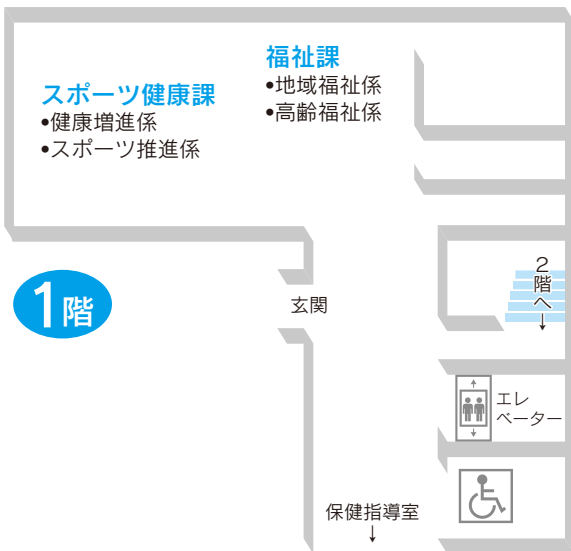 福祉課
•地域福祉係
•高齢福祉係
スポーツ健康課
•健康増進係
•スポーツ推進係
2階へ
↓
1階
玄関
エレ
ベーター
保健指導室
↓